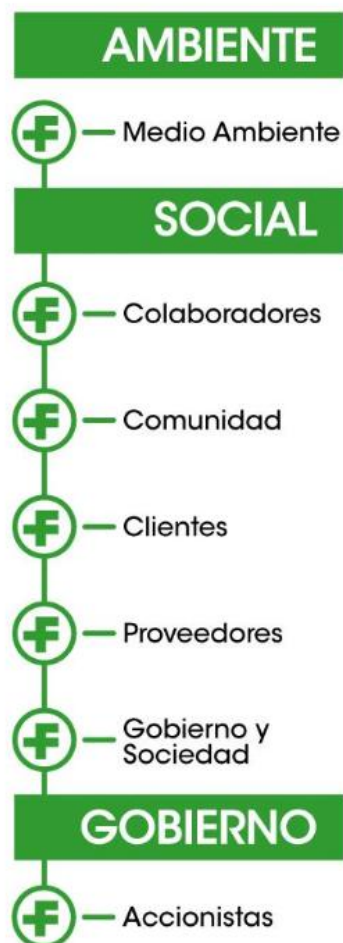 AMBIENTE
Medio Ambiente
SOCIAL
Colaboradores
Comunidad
Clientes
Proveedores
Gobierno y
Sociedad
GOBIERNO
Accionistas